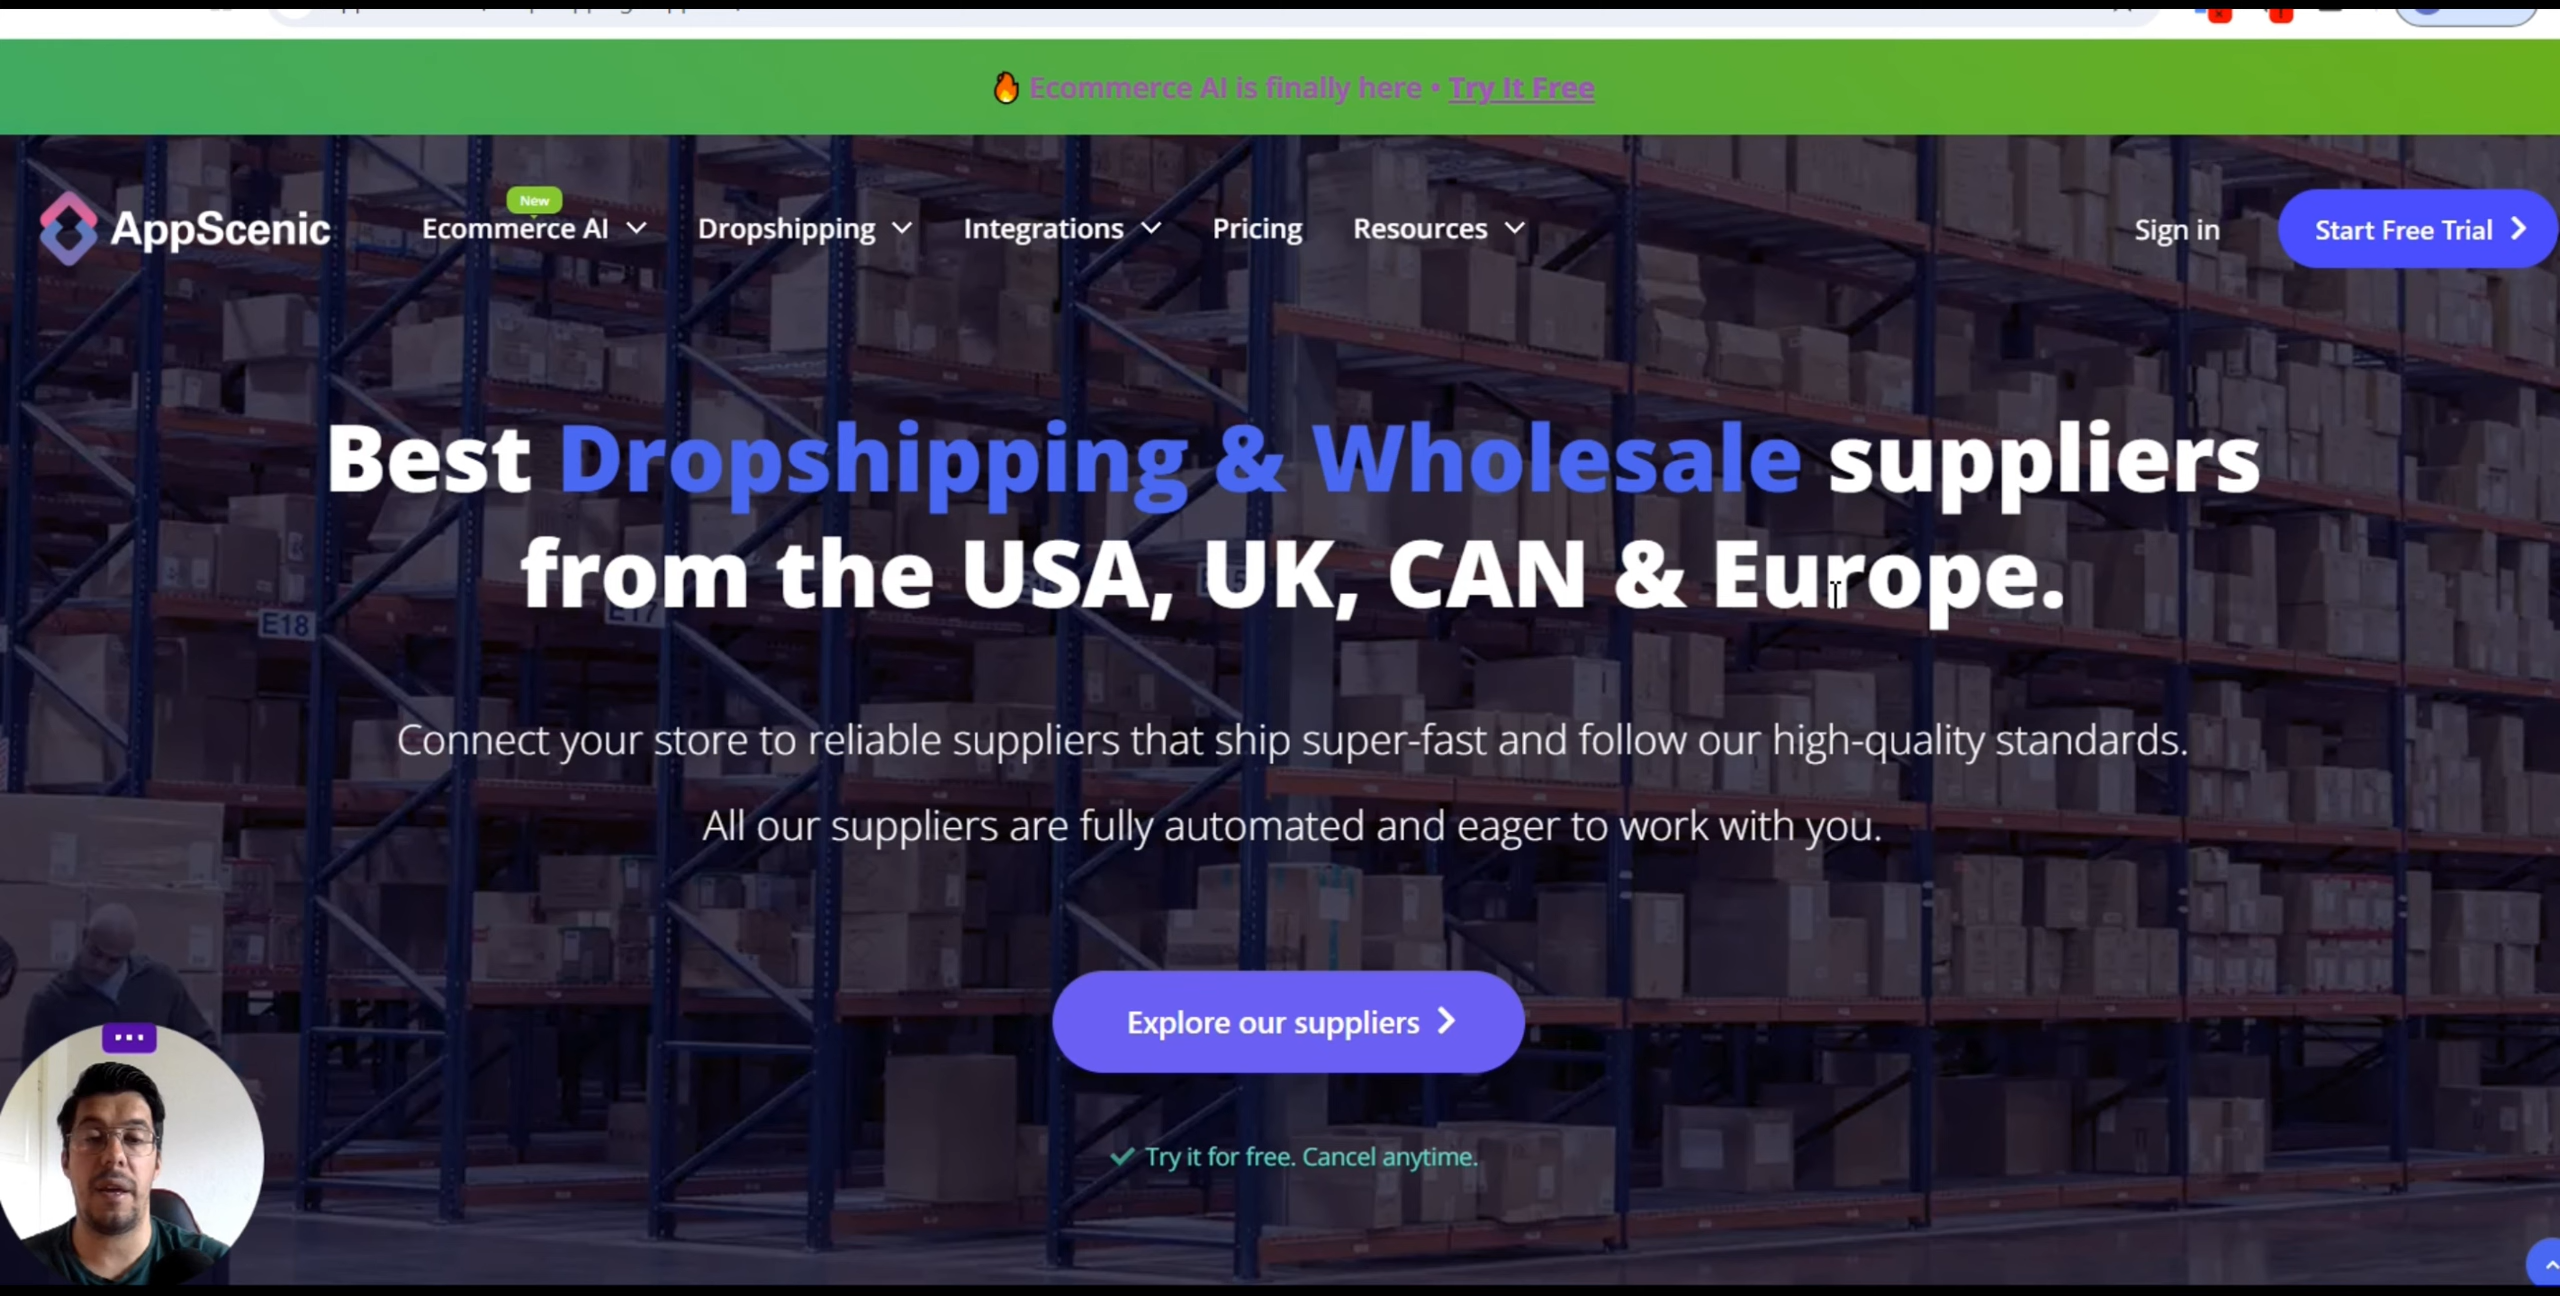 Ecommerce AI is finally here • Try It Free
New
AppScenic
Ecommerce AI
Dropshipping
Integrations
Pricing
Resources
Sign in
Start Free Trial
Best Dropshipping & Wholesale suppliers
from the USA, UK, CAN & Europe.
E18
E17
Connect your store to reliable suppliers that ship super-fast and follow our high-quality standards.
All our suppliers are fully automated and eager to work with you.
Explore our suppliers
Try it for free. Cancel anytime.